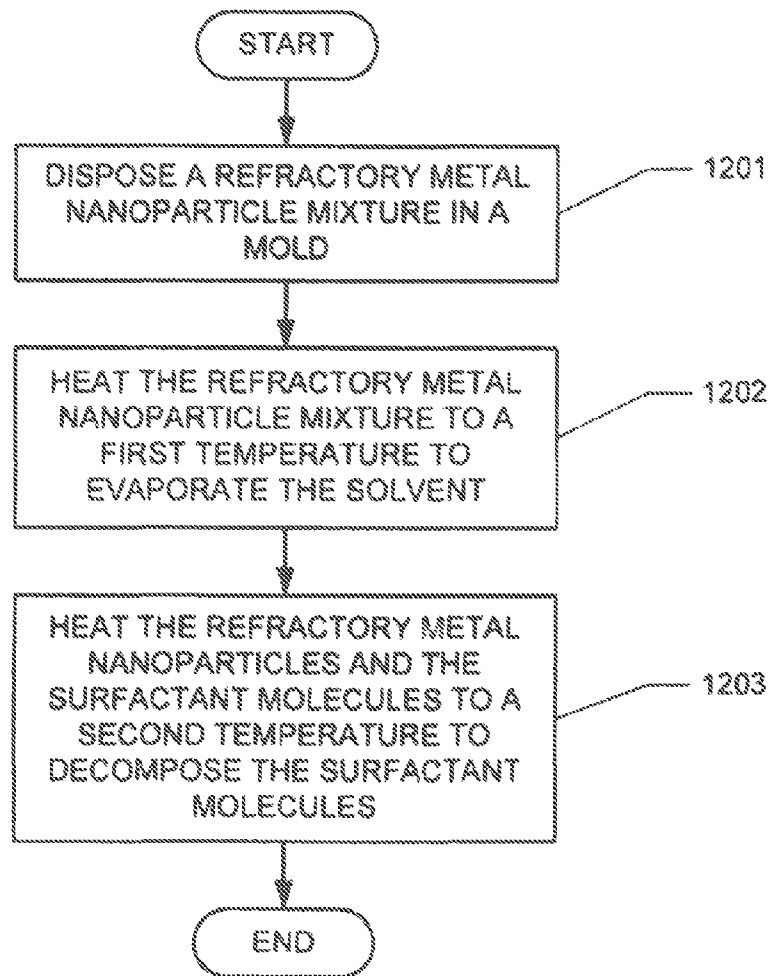 START
DISPOSE A REFRACTORY METAL
NANOPARTICLE MIXTURE IN A
MOLD
1201
HEAT THE REFRACTORY METAL
NANOPARTICLE MIXTURE TO A
FIRST TEMPERATURE TO
EVAPORATE THE SOLVENT
1202
HEAT THE REFRACTORY METAL
NANOPARTICLES AND THE
SURFACTANT MOLECULES TO A
SECOND TEMPERATURE TO
DECOMPOSE THE SURFACTANT
MOLECULES
1203
END